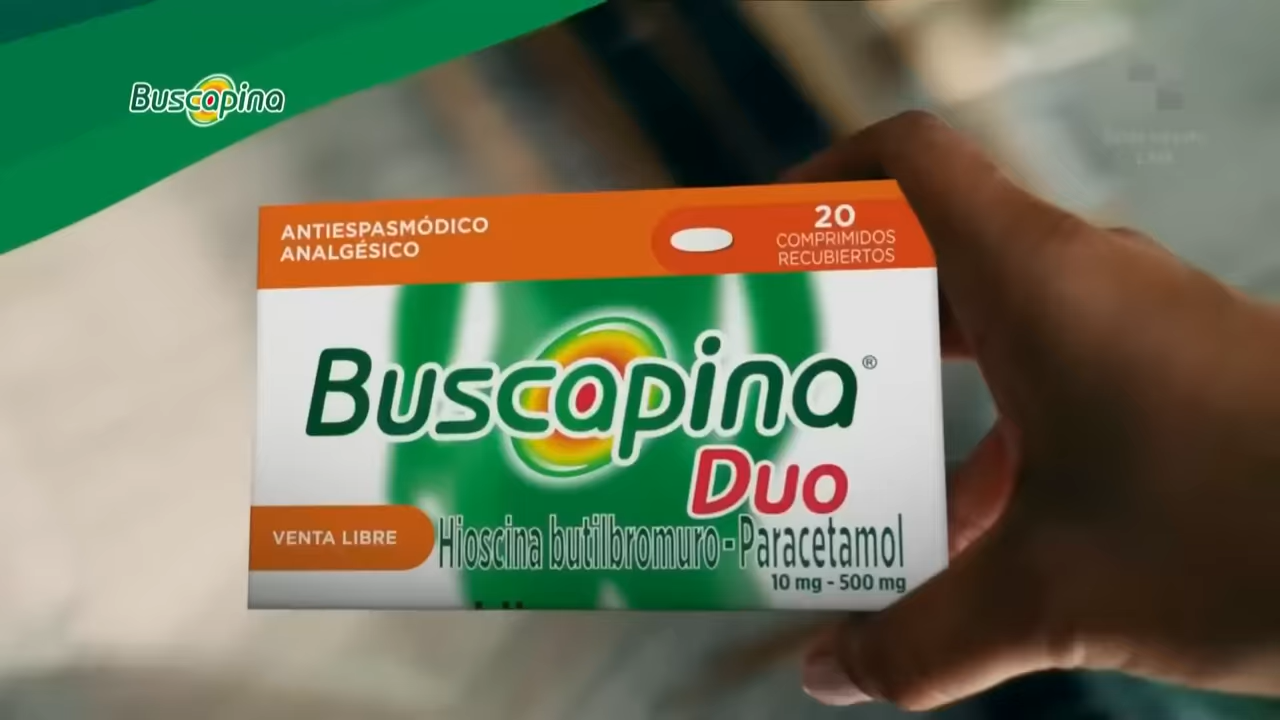 Buscapina
ANTIESPASMÓDICO
ANALGÉSICO
20
COMPRIMIDOS
RECUBIERTOS
Buscapina®
Duo
VENTA LIBRE
Hioscina butilbromuro - Paracetamol
10 mg - 500 mg